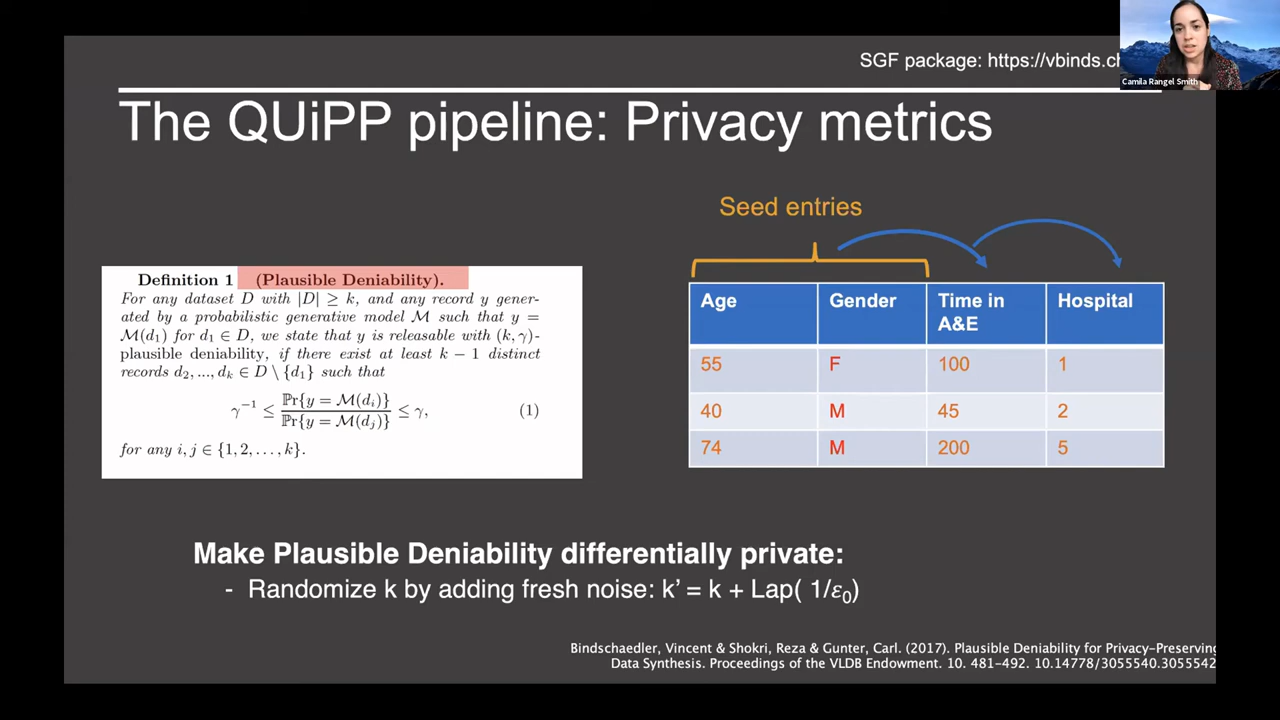 SGF package: https://vbinds.ch
Camila Rangel Smith
The QUiPP pipeline: Privacy metrics
Seed entries
Definition 1 (Plausible Deniability).
For any dataset D with |D| ≥ k, and any record y gener-
ated by a probabilistic generative model M such that y =
M(d₁) for d₁ ∈ D, we state that y is releasable with (k, γ)-
plausible deniability, if there exist at least k − 1 distinct
records d₂, ..., dₖ ∈ D \ {d₁} such that
γ⁻¹ ≤ Pr{y = M(dᵢ)} / Pr{y = M(dⱼ)} ≤ γ, (1)
for any i, j ∈ {1, 2, . . . , k}.
Age Gender Time in A&E Hospital
55 F 100 1
40 M 45 2
74 M 200 5
Make Plausible Deniability differentially private:
- Randomize k by adding fresh noise: k’ = k + Lap( 1/ε₀)
Bindschaedler, Vincent & Shokri, Reza & Gunter, Carl. (2017). Plausible Deniability for Privacy-Preserving
Data Synthesis. Proceedings of the VLDB Endowment. 10. 481-492. 10.14778/3055540.3055542